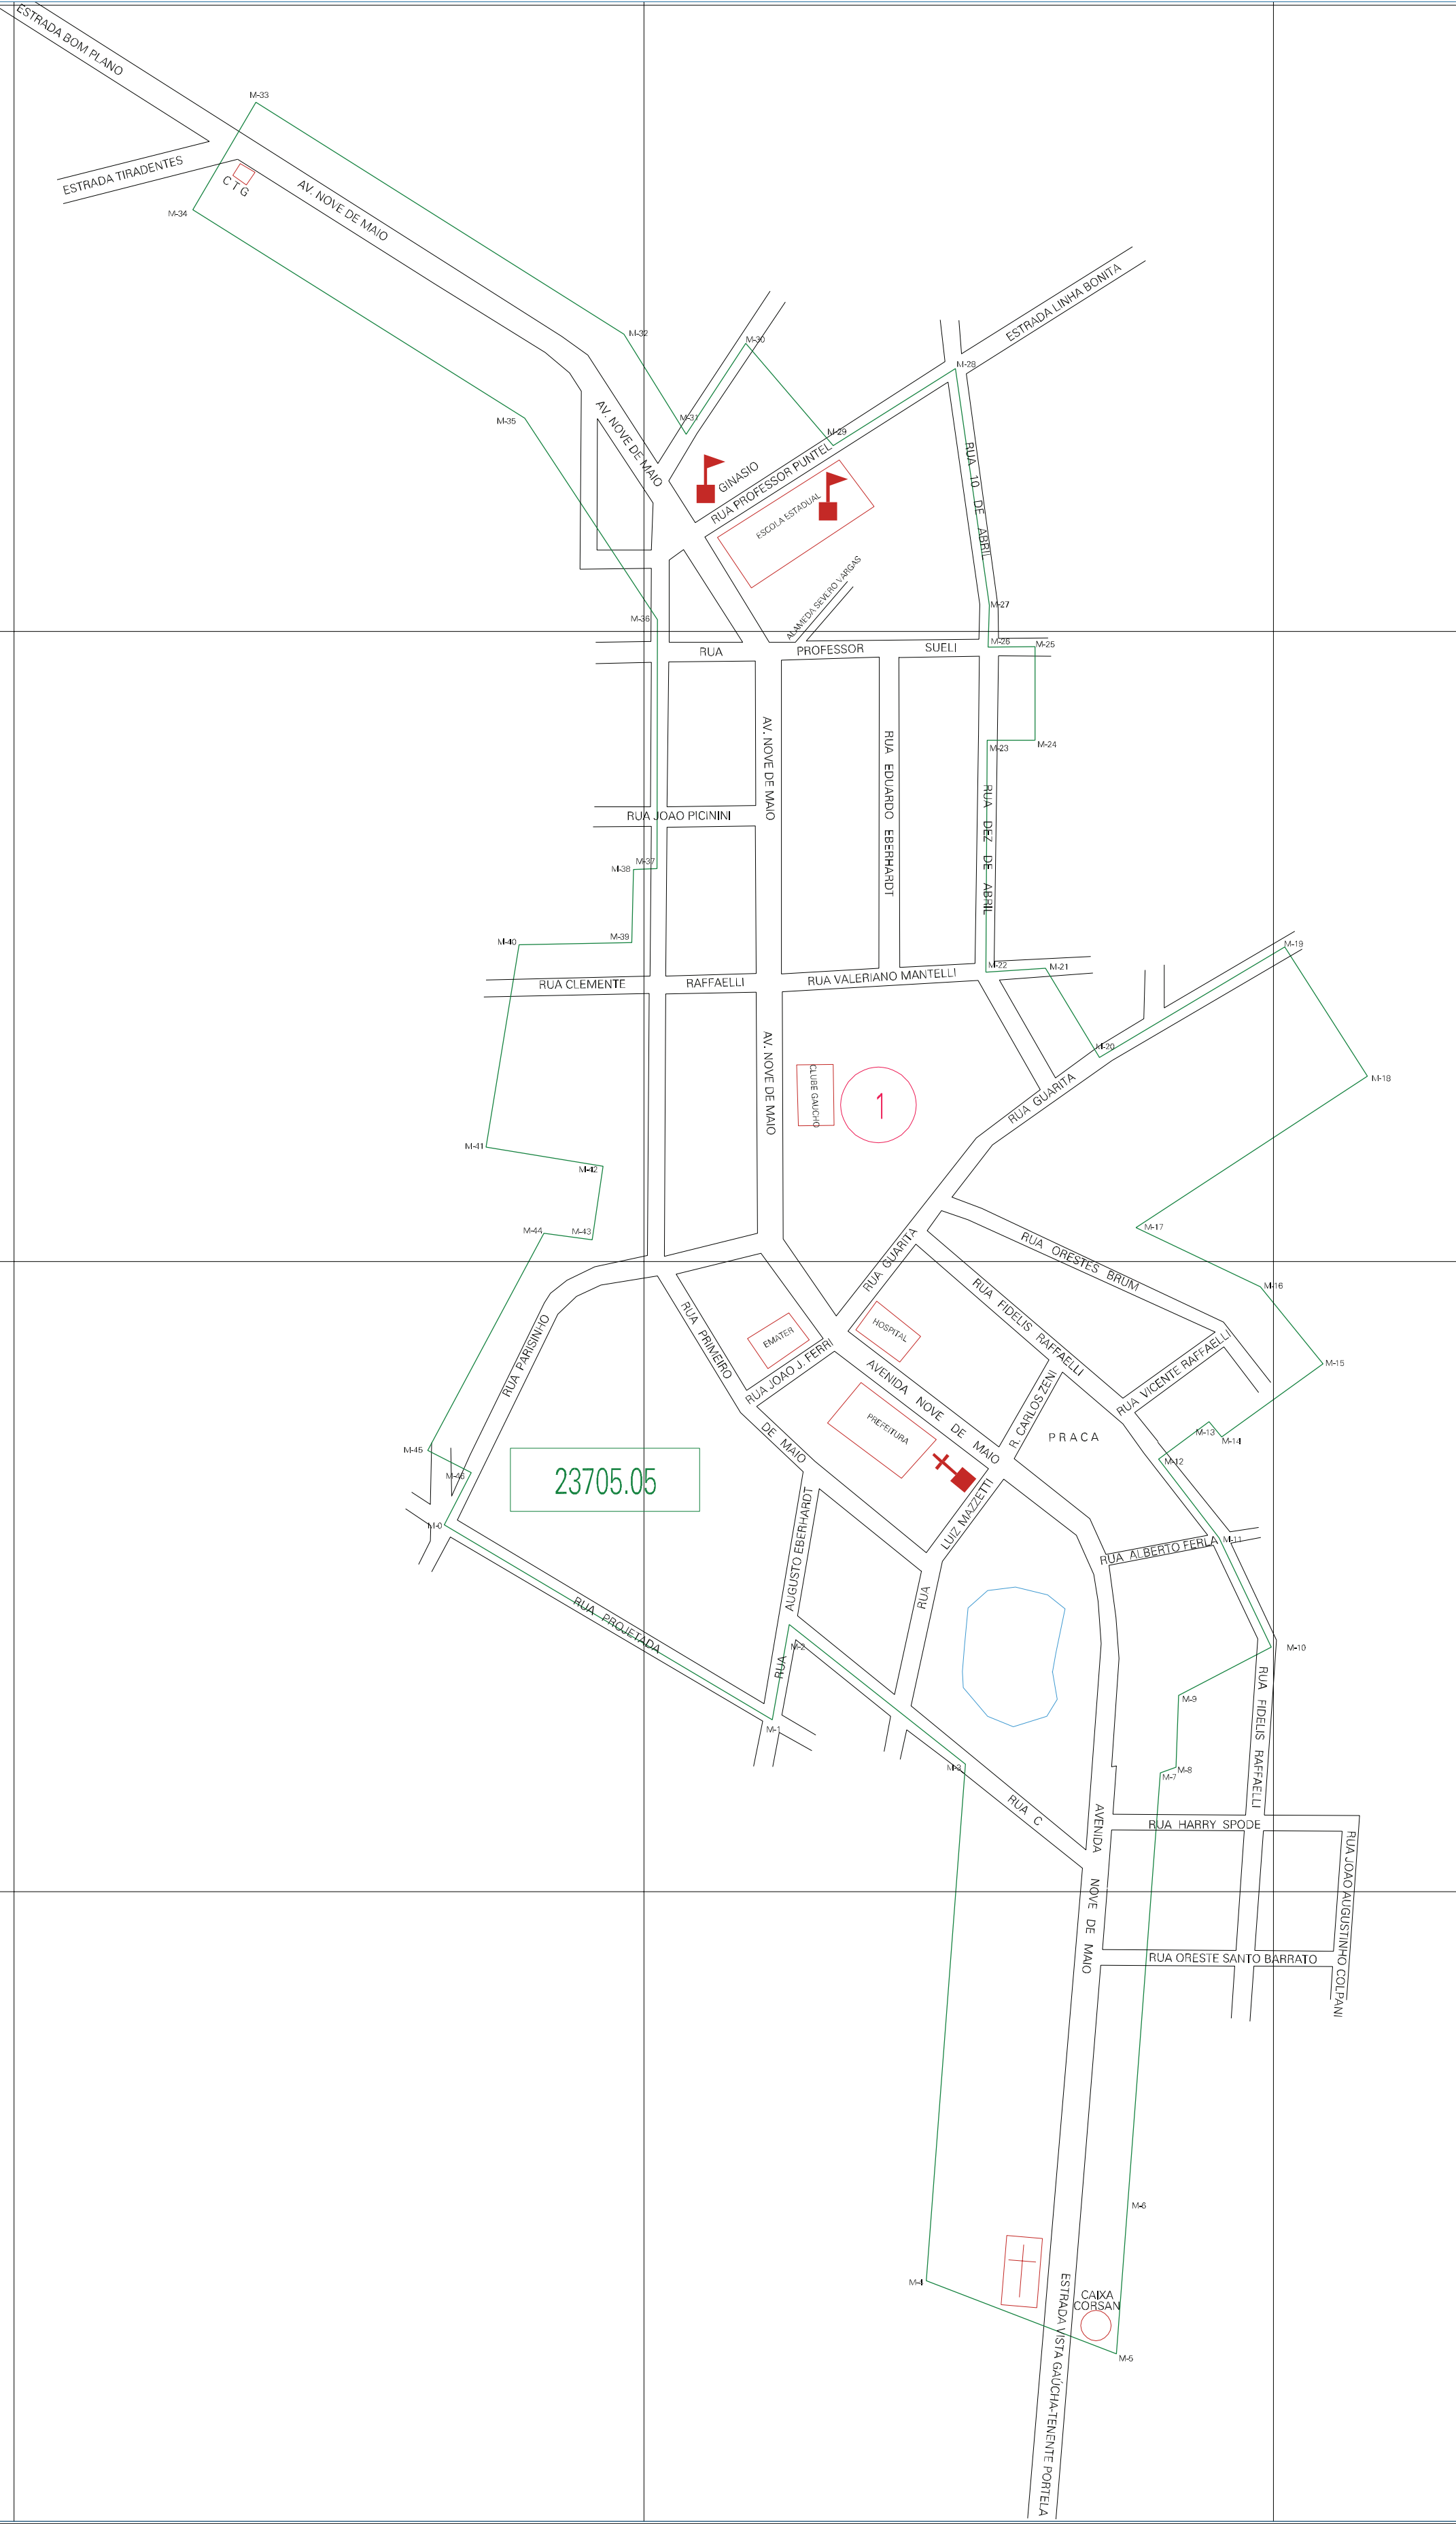 ESTRADA BOM PLANO
M-33
ESTRADA TIRADENTES
C T G
AV. NOVE DE MAIO
M-34
ESTRADA LINHA BONITA
M-32
M-30
M-28
M-31
M-35
AV. NOVE DE MAIO
M-29
GINASIO
RUA PROFESSOR PUNTEL
ESCOLA ESTADUAL
RUA 10 DE ABRIL
ALAMEDA SEVERO VARGAS
M-27
M-36
M-26
M-25
RUA PROFESSOR SUELI
AV. NOVE DE MAIO
RUA EDUARDO EBERHARDT
M-23
M-24
RUA DEZ DE ABRIL
RUA JOAO PICININI
M-37
M-38
M-39
M-40
M-19
M-22
M-21
RUA CLEMENTE RAFFAELLI
RUA VALERIANO MANTELLI
M-20
AV. NOVE DE MAIO
CLUBE GAUCHO
1
RUA GUARITA
M-18
M-41
M-42
M-44
M-43
M-17
RUA GUARITA
RUA ORESTES BRUM
M-16
RUA FIDELIS RAFFAELLI
RUA PARISINHO
RUA PRIMEIRO DE MAIO
EMATER
HOSPITAL
RUA JOAO J. FERRI
RUA VICENTE RAFFAELLI
M-15
AVENIDA NOVE DE MAIO
R. CARLOS ZENI
PREFEITURA
PRACA
M-13
M-14
M-12
M-45
M-46
23705.05
M-0
RUA AUGUSTO EBERHARDT
RUA LUIZ MAZZETTI
RUA ALBERTO FERLA
M-11
RUA PROJETADA
M-2
M-10
M-1
M-9
RUA FIDELIS RAFFAELLI
M-3
M-8
M-7
RUA C
AVENIDA NOVE DE MAIO
RUA HARRY SPODE
RUA JOAO AUGUSTINHO COLPANI
RUA ORESTE SANTO BARRATO
M-6
M-4
CAIXA
CORSAN
M-5
ESTRADA VISTA GAÚCHA-TENENTE PORTELA